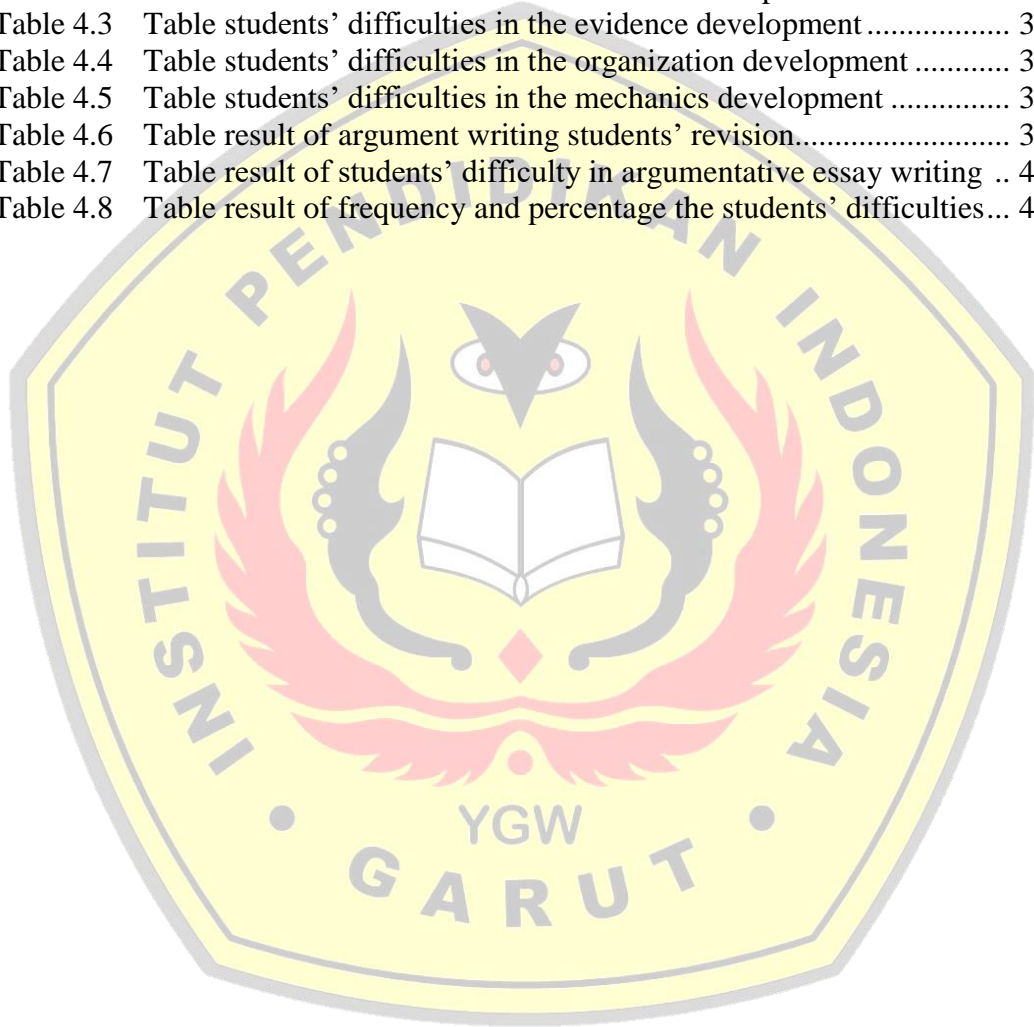 Table 4.3 Table students’ difficulties in the evidence development .................. 3
Table 4.4 Table students’ difficulties in the organization development ............ 3
Table 4.5 Table students’ difficulties in the mechanics development ............... 3
Table 4.6 Table result of argument writing students’ revision........................... 3
Table 4.7 Table result of students’ difficulty in argumentative essay writing .. 4
Table 4.8 Table result of frequency and percentage the students’ difficulties... 4
INSTITUT PENDIDIKAN INDONESIA
YGW
GARUT